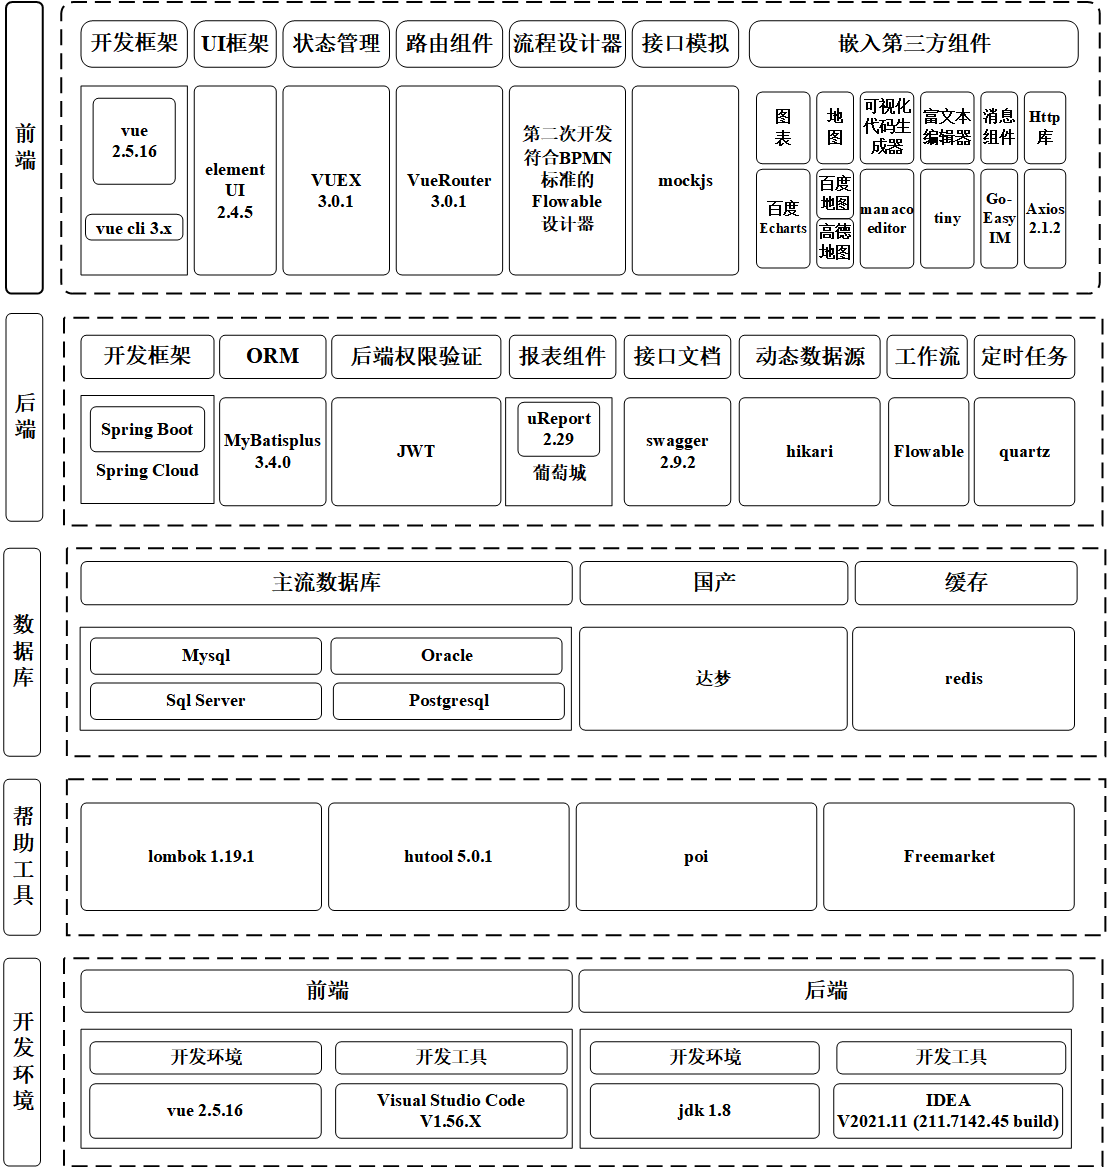 前端
开发框架
UI框架
状态管理
路由组件
流程设计器
接口模拟
嵌入第三方组件
vue
2.5.16
vue cli 3.x
element
UI
2.4.5
VUEX
3.0.1
VueRouter
3.0.1
第二次开发
符合BPMN
标准的
Flowable
设计器
mockjs
图
表
地
图
可视化
代码生
成器
富文本
编辑器
消息
组件
Http
库
百度
Echarts
百度
地图
高德
地图
manaco
editor
tiny
Go-
Easy
IM
Axios
2.1.2
后端
开发框架
ORM
后端权限验证
报表组件
接口文档
动态数据源
工作流
定时任务
Spring Boot
Spring Cloud
MyBatisplus
3.4.0
JWT
uReport
2.29
葡萄城
swagger
2.9.2
hikari
Flowable
quartz
数据库
主流数据库
国产
缓存
Mysql
Oracle
Sql Server
Postgresql
达梦
redis
帮助工具
lombok 1.19.1
hutool 5.0.1
poi
Freemarket
开发环境
前端
后端
开发环境
开发工具
开发环境
开发工具
vue 2.5.16
Visual Studio Code
V1.56.X
jdk 1.8
IDEA
V2021.11 (211.7142.45 build)